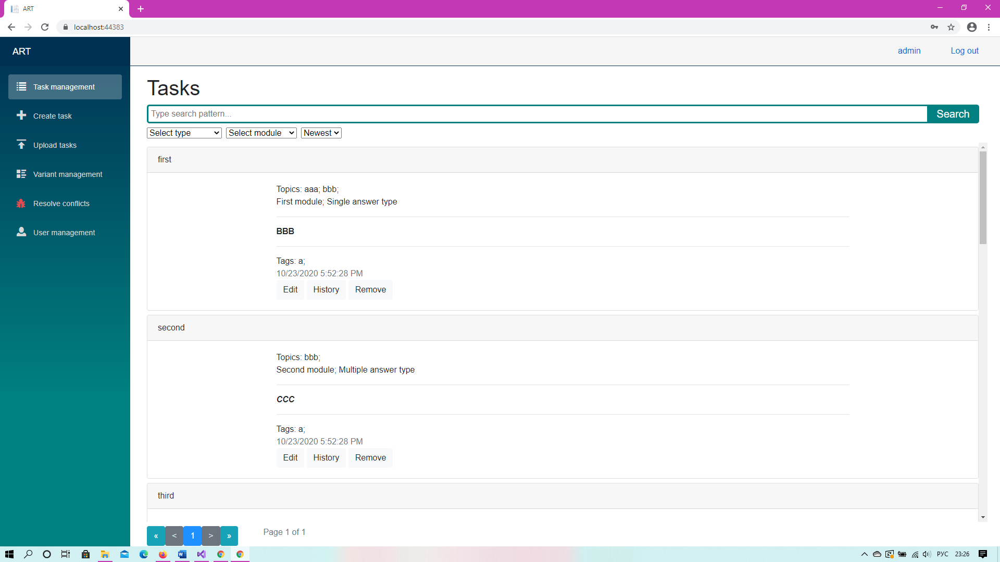 ART
localhost:44383
ART
admin
Log out
Task management
Create task
Upload tasks
Variant management
Resolve conflicts
User management
Tasks
Type search pattern...
Search
Select type
Select module
Newest
first
Topics: aaa; bbb;
First module; Single answer type
BBB
Tags: a;
10/23/2020 5:52:28 PM
Edit
History
Remove
second
Topics: bbb;
Second module; Multiple answer type
CCC
Tags: a;
10/23/2020 5:52:28 PM
Edit
History
Remove
third
«
<
1
>
»
Page 1 of 1
РУС
23:26